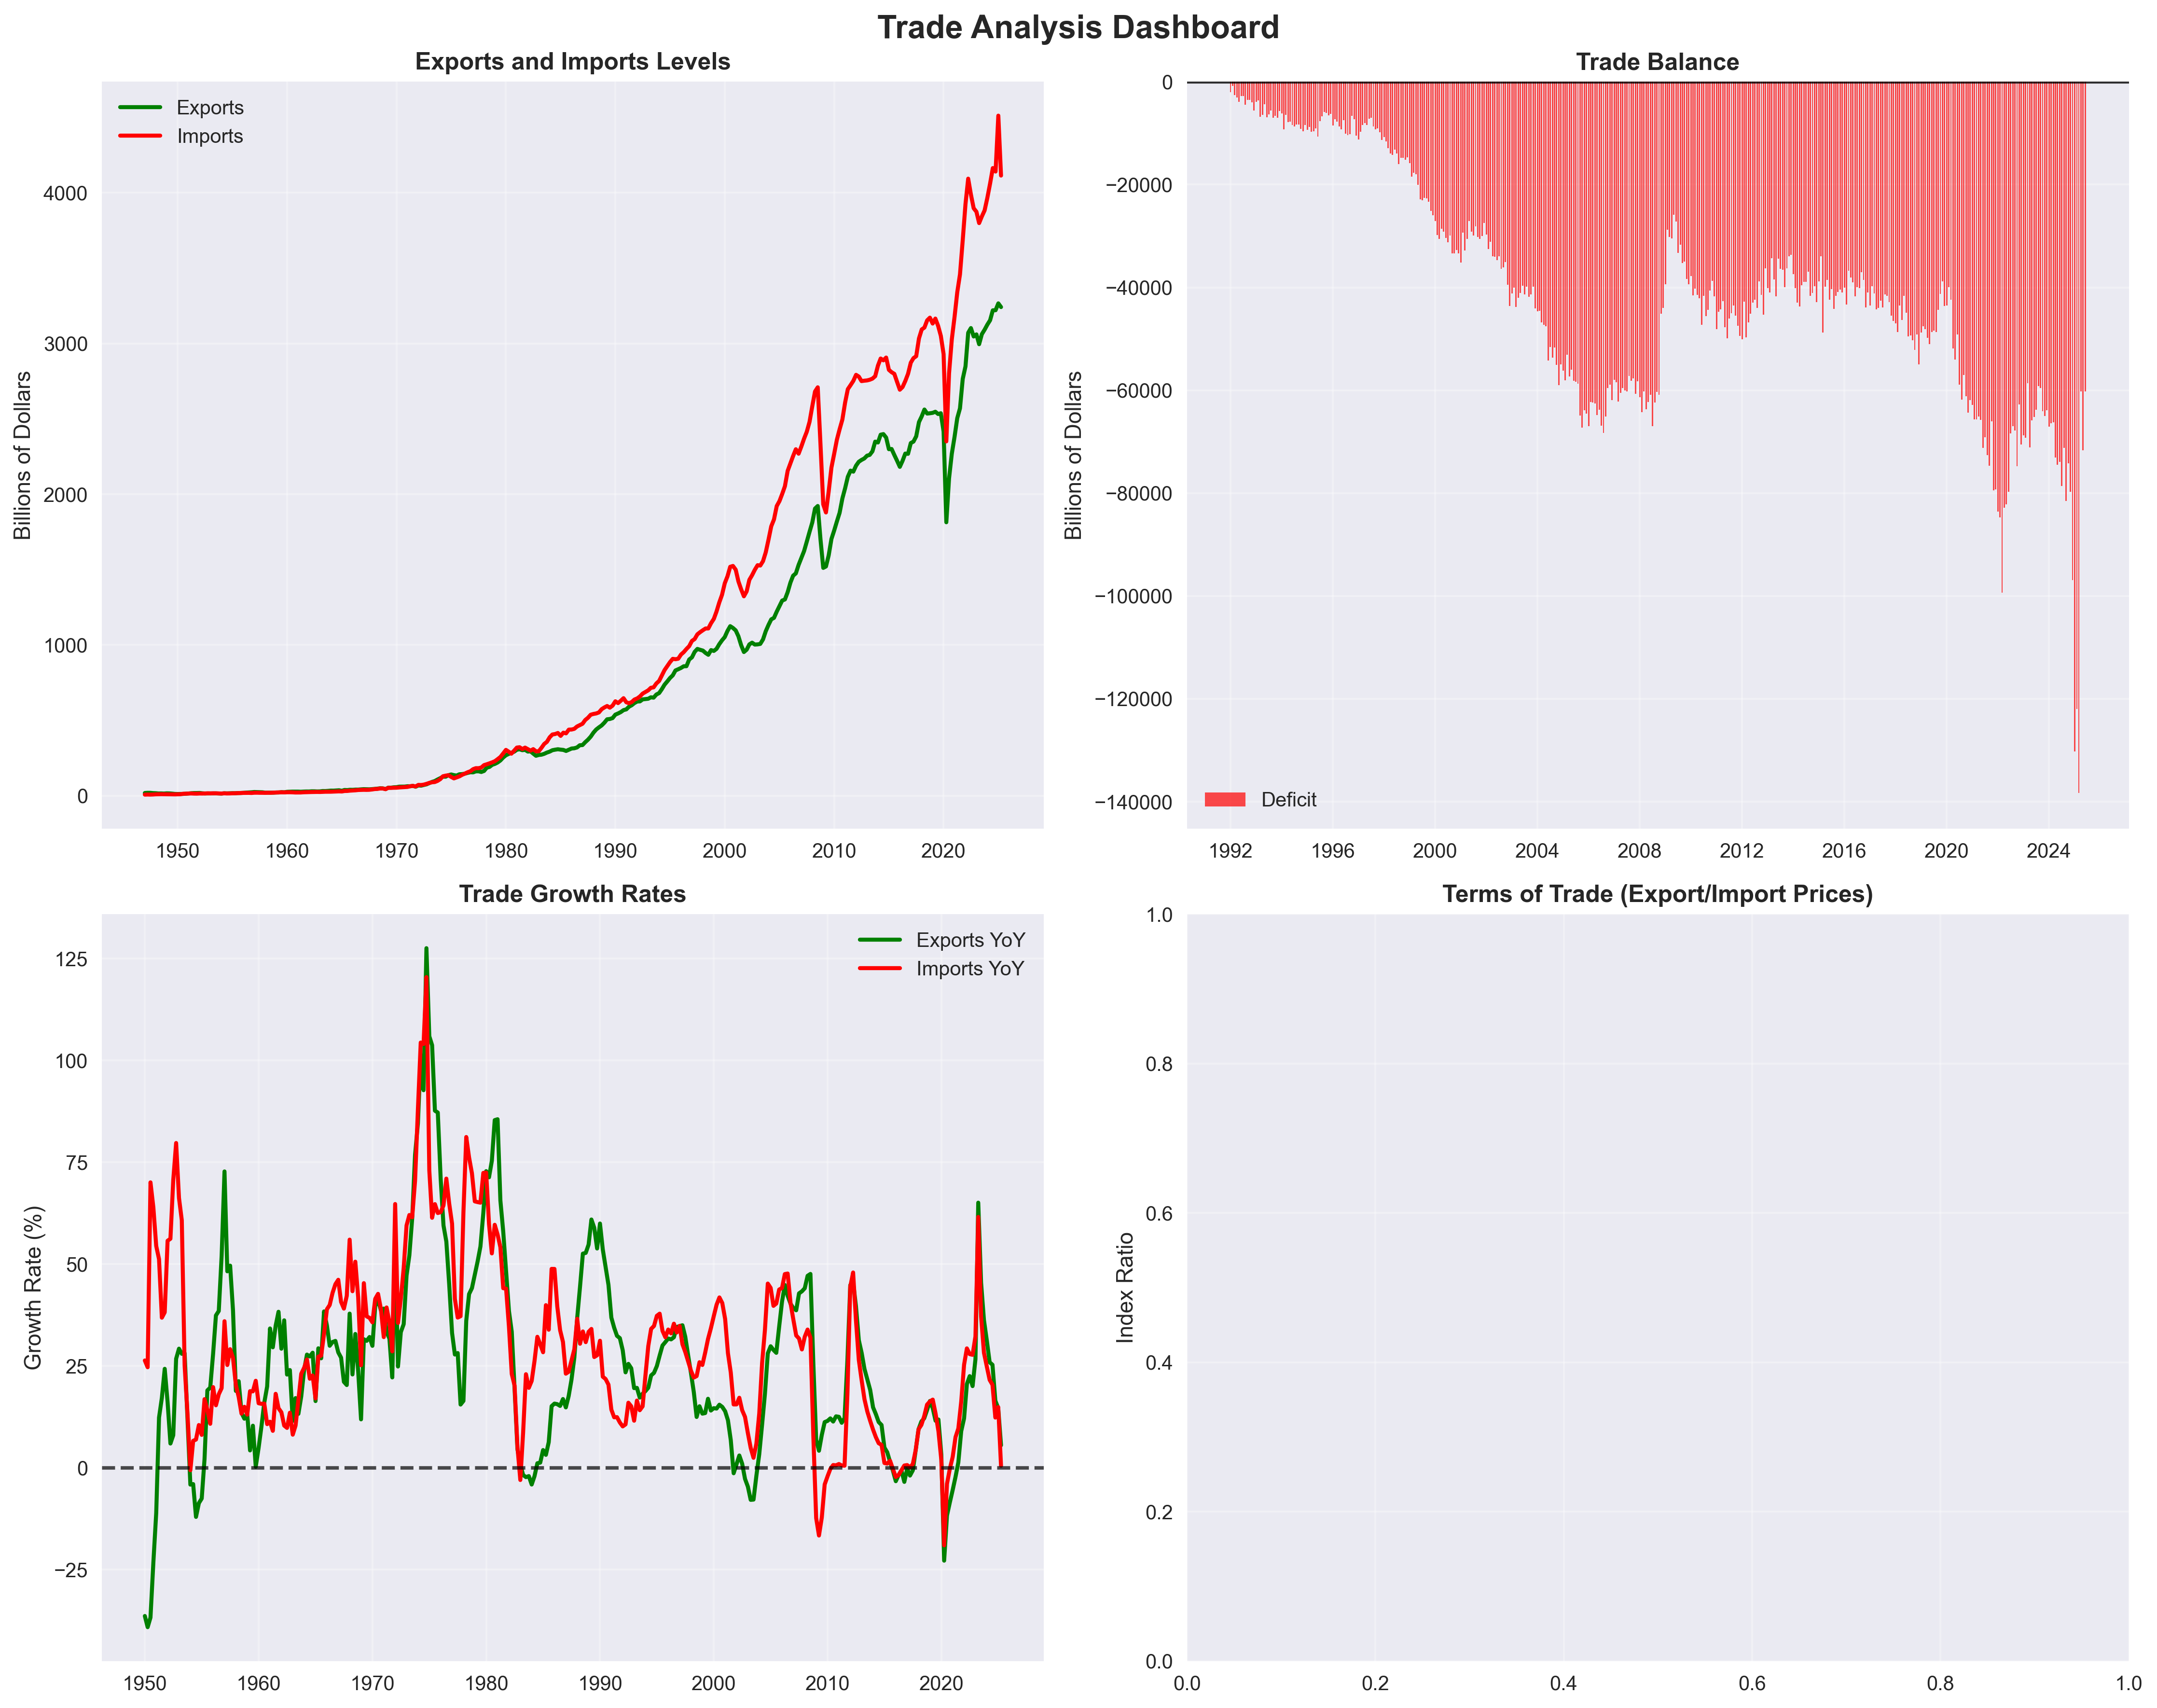 Trade Analysis Dashboard
Exports and Imports Levels
Exports
Imports
Billions of Dollars
4000
3000
2000
1000
0
1950 1960 1970 1980 1990 2000 2010 2020
Trade Balance
Billions of Dollars
0
−20000
−40000
−60000
−80000
−100000
−120000
−140000
Deficit
1992 1996 2000 2004 2008 2012 2016 2020 2024
Trade Growth Rates
Exports YoY
Imports YoY
Growth Rate (%)
125
100
75
50
25
0
−25
1950 1960 1970 1980 1990 2000 2010 2020
Terms of Trade (Export/Import Prices)
Index Ratio
1.0
0.8
0.6
0.4
0.2
0.0
0.0 0.2 0.4 0.6 0.8 1.0